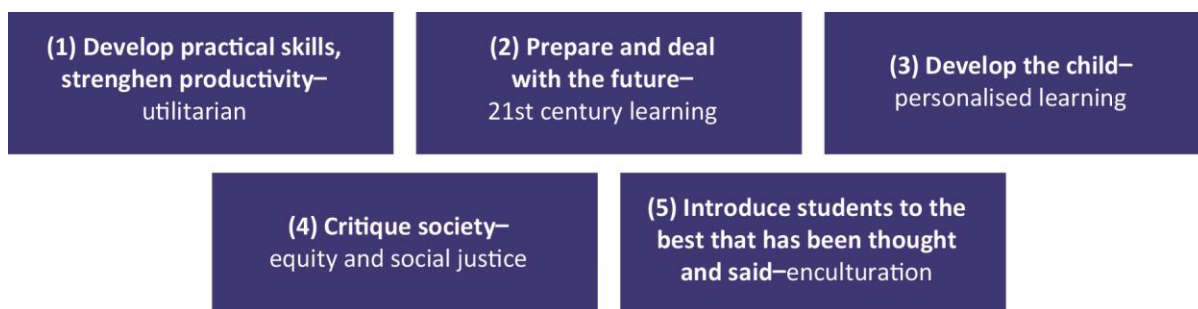 (1) Develop practical skills,
strenghen productivity–
utilitarian
(2) Prepare and deal
with the future–
21st century learning
(3) Develop the child–
personalised learning
(4) Critique society–
equity and social justice
(5) Introduce students to the
best that has been thought
and said–enculturation